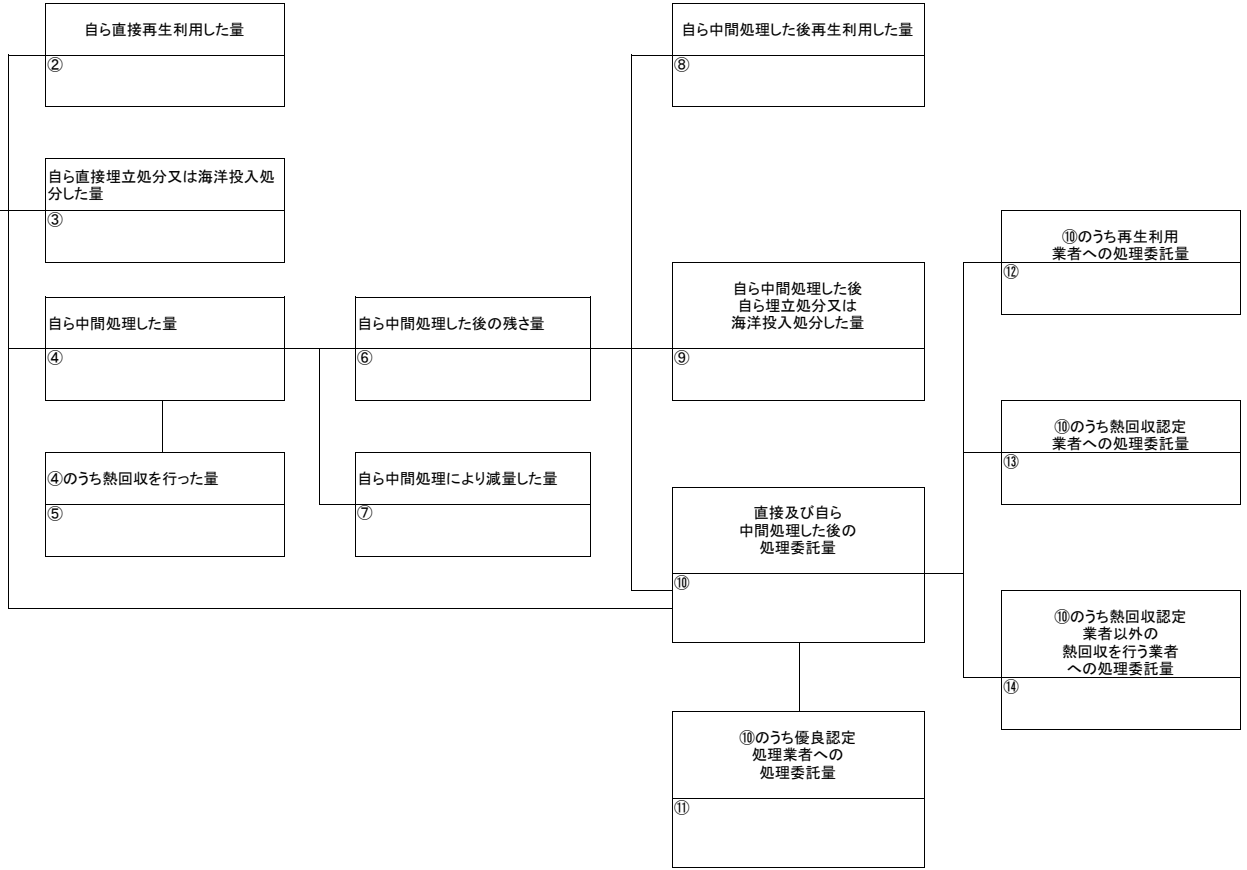 自ら直接再生利用した量
②
自ら直接埋立処分又は海洋投入処
分した量
③
自ら中間処理した量
④
④のうち熱回収を行った量
⑤
自ら中間処理した後の残さ量
⑥
自ら中間処理により減量した量
⑦
自ら中間処理した後再生利用した量
⑧
自ら中間処理した後
自ら埋立処分又は
海洋投入処分した量
⑨
直接及び自ら
中間処理した後の
処理委託量
⑩
⑩のうち優良認定
処理業者への
処理委託量
⑪
⑩のうち再生利用
業者への処理委託量
⑫
⑩のうち熱回収認定
業者への処理委託量
⑬
⑩のうち熱回収認定
業者以外の
熱回収を行う業者
への処理委託量
⑭